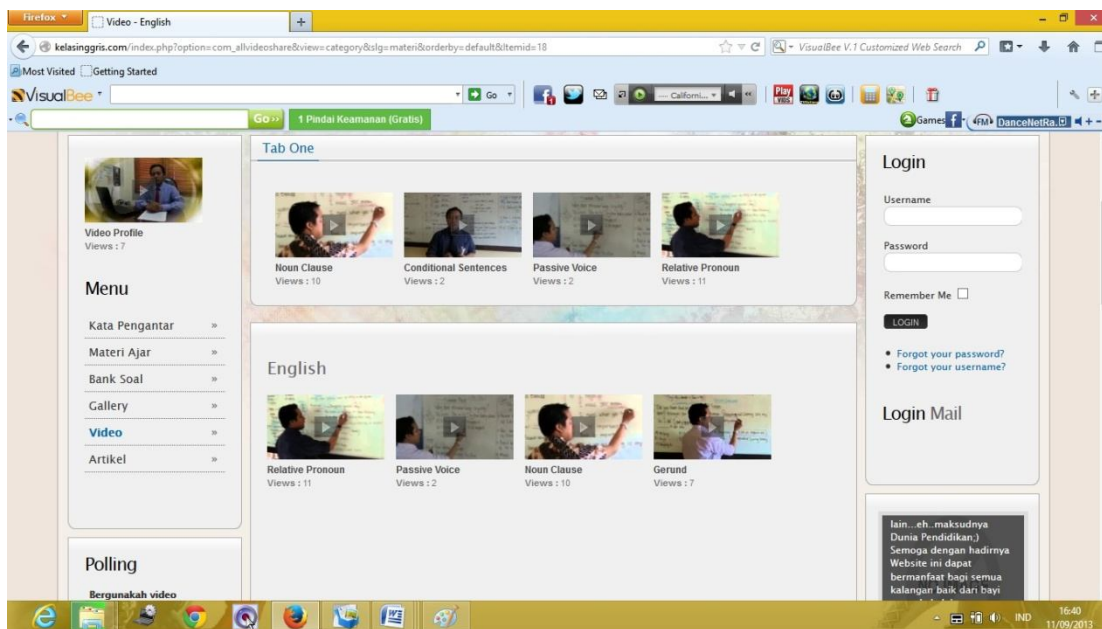 Firefox
Video - English
kelasinggris.com/index.php?option=com_allvideoshare&view=category&slg=materi&orderby=default&Itemid=18
VisualBee V.1 Customized Web Search
Most Visited Getting Started
VisualBee
Go
---- Californi...
Play VIDS
Go >>
1 Pindai Keamanan (Gratis)
Games
FM
DanceNetRa.
Video Profile
Views : 7
Menu
Kata Pengantar »
Materi Ajar »
Bank Soal »
Gallery »
Video »
Artikel »
Polling
Bergunakah video
Tab One
Noun Clause
Views : 10
Conditional Sentences
Views : 2
Passive Voice
Views : 2
Relative Pronoun
Views : 11
English
Relative Pronoun
Views : 11
Passive Voice
Views : 2
Noun Clause
Views : 10
Gerund
Views : 7
Login
Username
Password
Remember Me
LOGIN
Forgot your password?
Forgot your username?
Login Mail
lain...eh..maksudnya
Dunia Pendidikan;)
Semoga dengan hadirnya
Website ini dapat
bermanfaat bagi semua
kalangan baik dari bayi
IND
16:40
11/09/2013